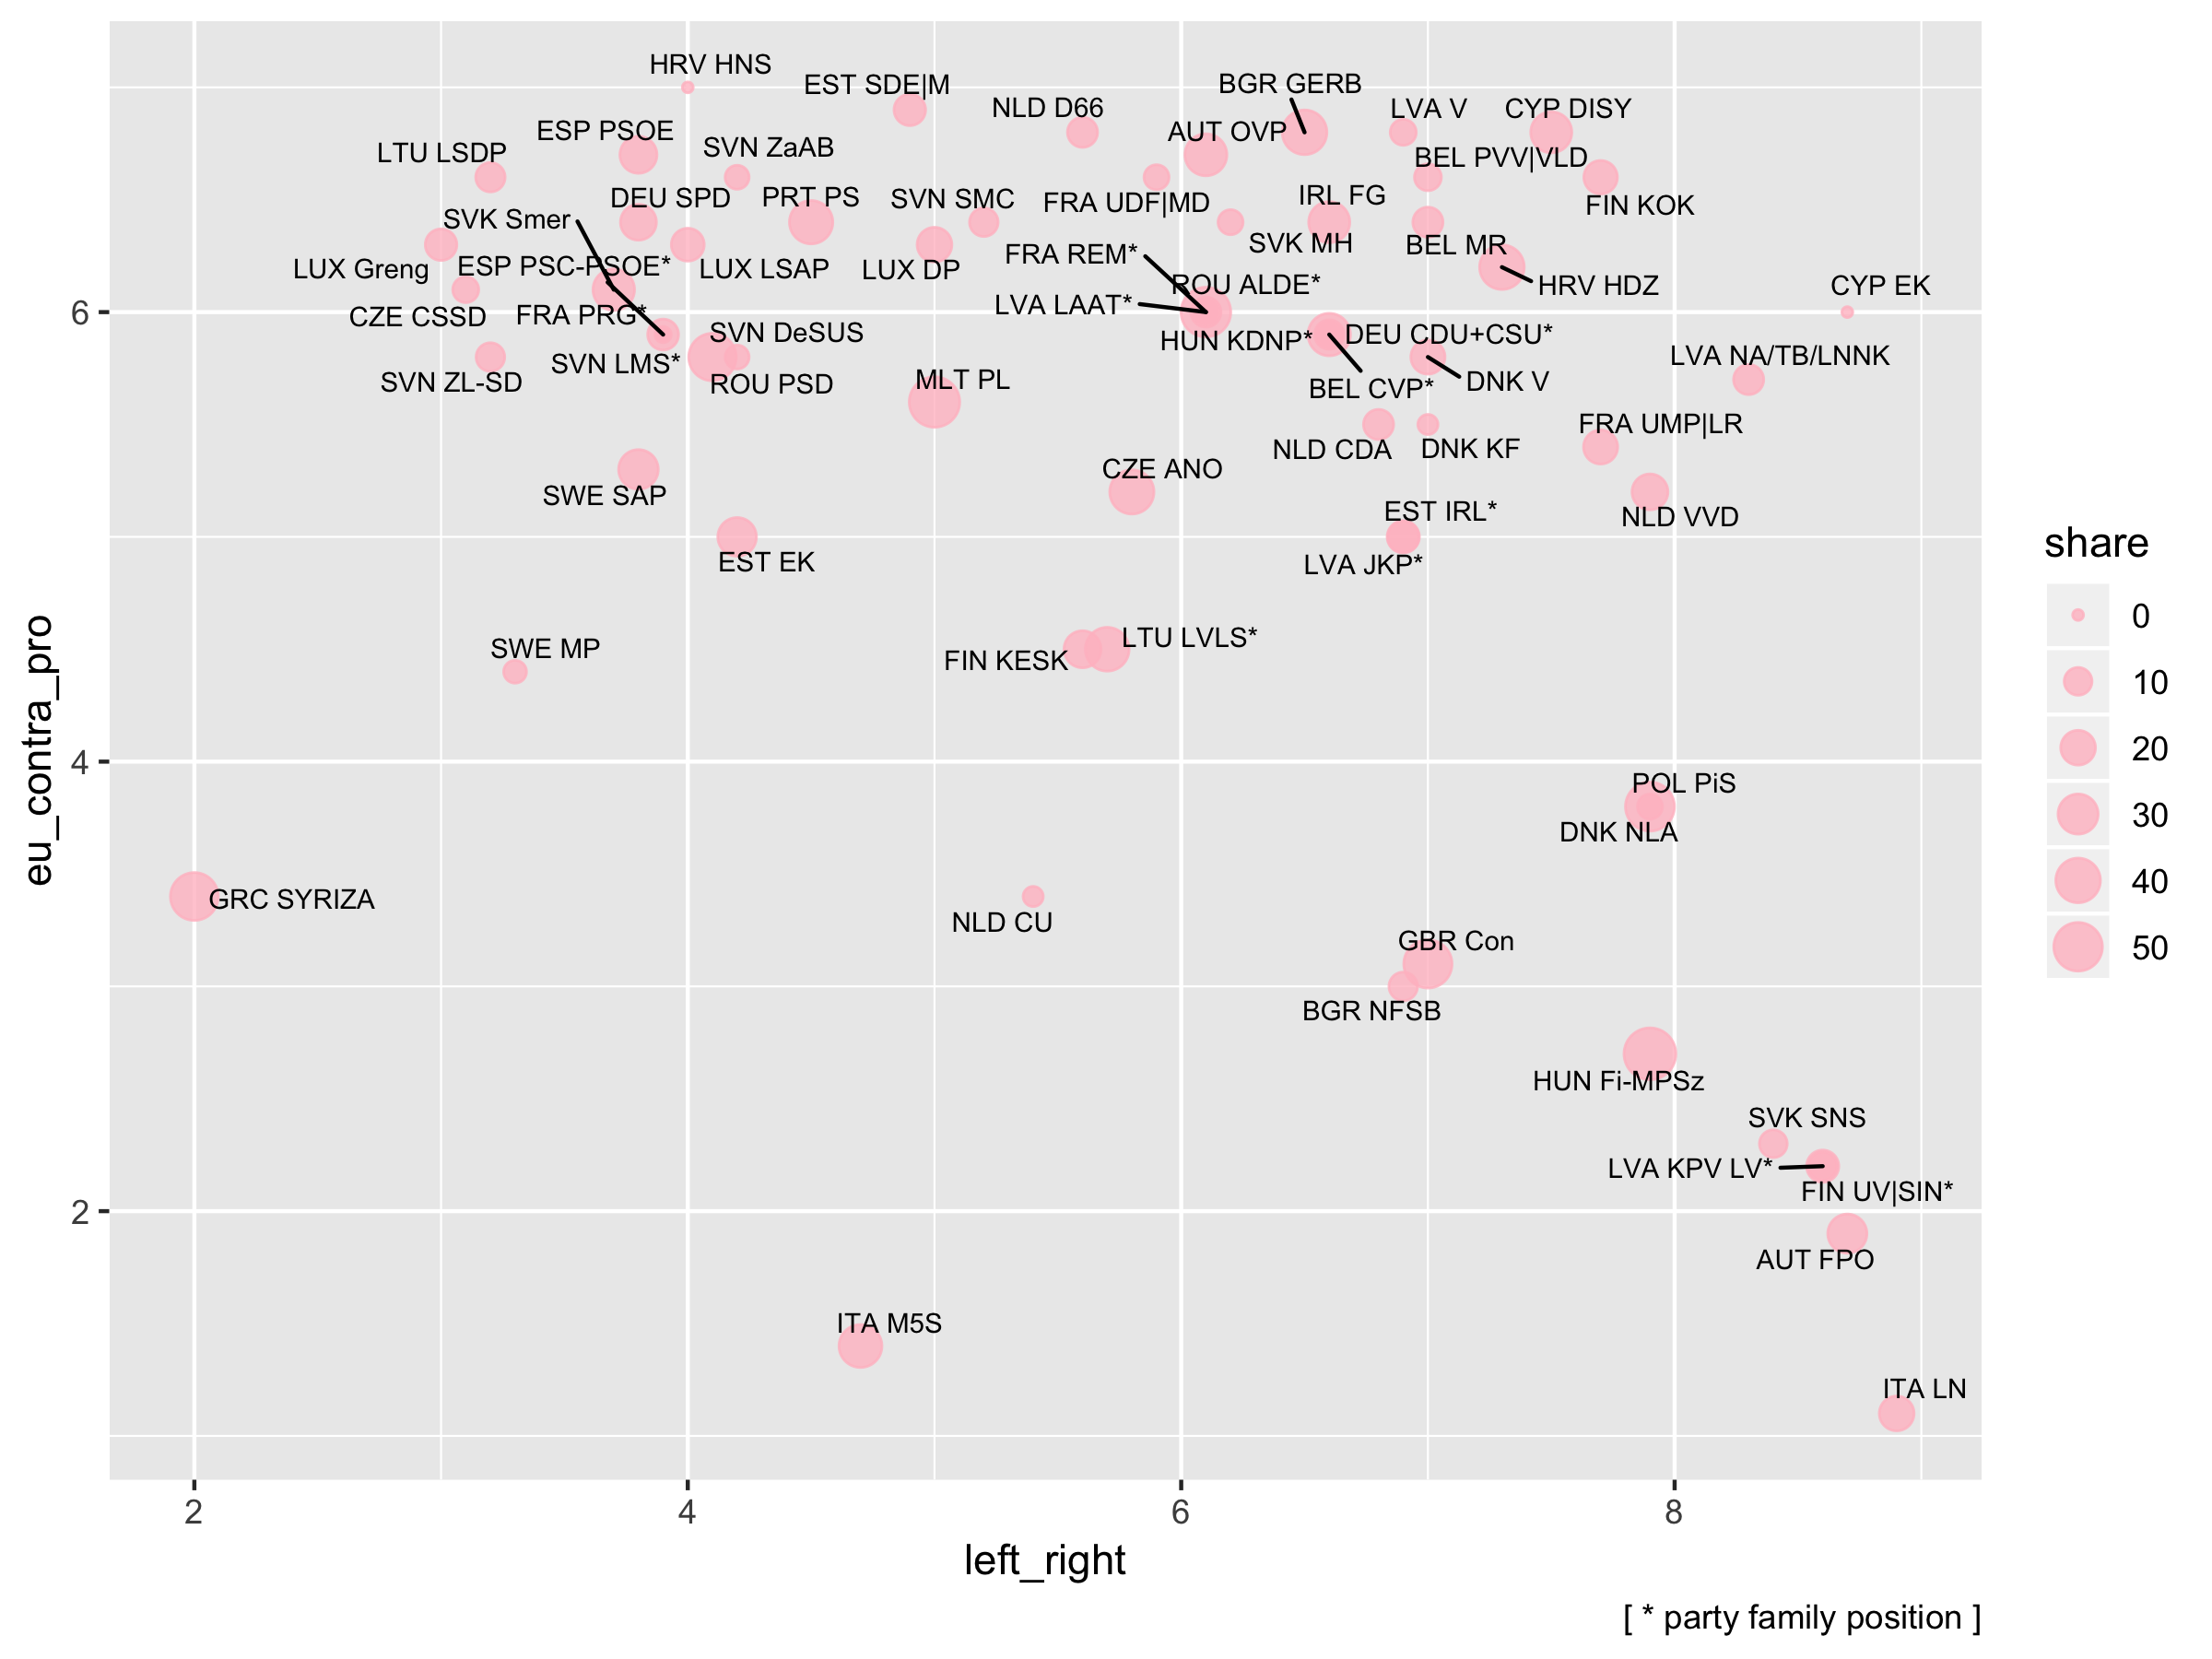 HRV HNS
EST SDE|M
BGR GERB
NLD D66
LVA V
CYP DISY
ESP PSOE
AUT OVP
LTU LSDP
SVN ZaAB
BEL PVV|VLD
DEU SPD
PRT PS
SVN SMC
FRA UDF|MD
IRL FG
FIN KOK
SVK Smer
SVK MH
BEL MR
FRA REM*
LUX Greng
ESP PSC-PSOE*
LUX LSAP
LUX DP
ROU ALDE*
HRV HDZ
CYP EK
LVA LAAT*
CZE CSSD
FRA PRG*
SVN DeSUS
HUN KDNP*
DEU CDU+CSU*
SVN LMS*
LVA NA/TB/LNNK
SVN ZL-SD
ROU PSD
MLT PL
BEL CVP*
DNK V
FRA UMP|LR
NLD CDA
DNK KF
SWE SAP
CZE ANO
EST IRL*
NLD VVD
EST EK
LVA JKP*
SWE MP
FIN KESK
LTU LVLS*
POL PiS
DNK NLA
GRC SYRIZA
NLD CU
GBR Con
BGR NFSB
HUN Fi-MPSz
SVK SNS
LVA KPV LV*
FIN UV|SIN*
AUT FPO
ITA M5S
ITA LN
6
4
2
eu_contra_pro
2
4
6
8
left_right
share
0
10
20
30
40
50
[ * party family position ]